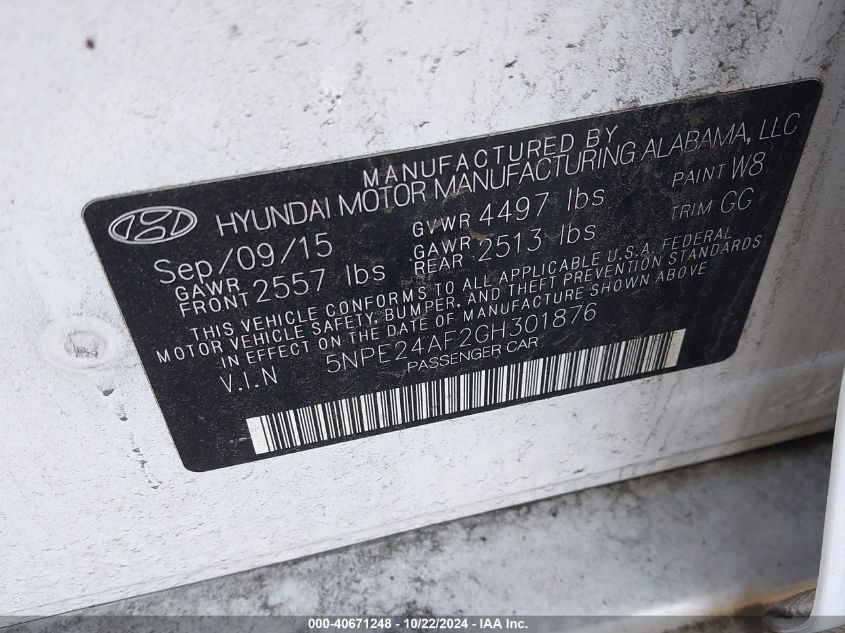 MANUFACTURED BY
HYUNDAI MOTOR MANUFACTURING ALABAMA, LLC
Sep/09/15 GVWR 4497 lbs PAINT W8
GAWR FRONT 2557 lbs GAWR REAR 2513 lbs TRIM GG
THIS VEHICLE CONFORMS TO ALL APPLICABLE U.S.A. FEDERAL
MOTOR VEHICLE SAFETY, BUMPER, AND THEFT PREVENTION STANDARDS
IN EFFECT ON THE DATE OF MANUFACTURE SHOWN ABOVE
V.I.N 5NPE24AF2GH301876
PASSENGER CAR
000-40671248 - 10/22/2024 - IAA Inc.